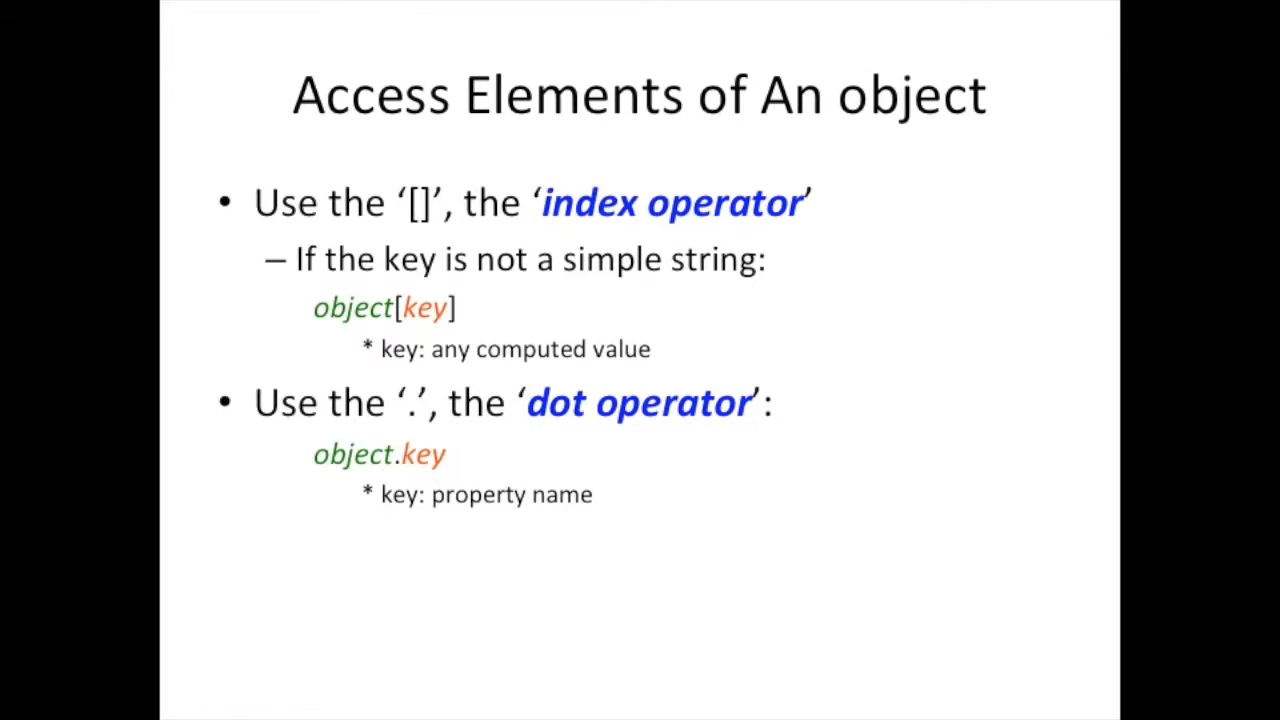 Access Elements of An object
• Use the ‘[]’, the ‘index operator’
– If the key is not a simple string:
object[key]
* key: any computed value
• Use the ‘.’, the ‘dot operator’:
object.key
* key: property name